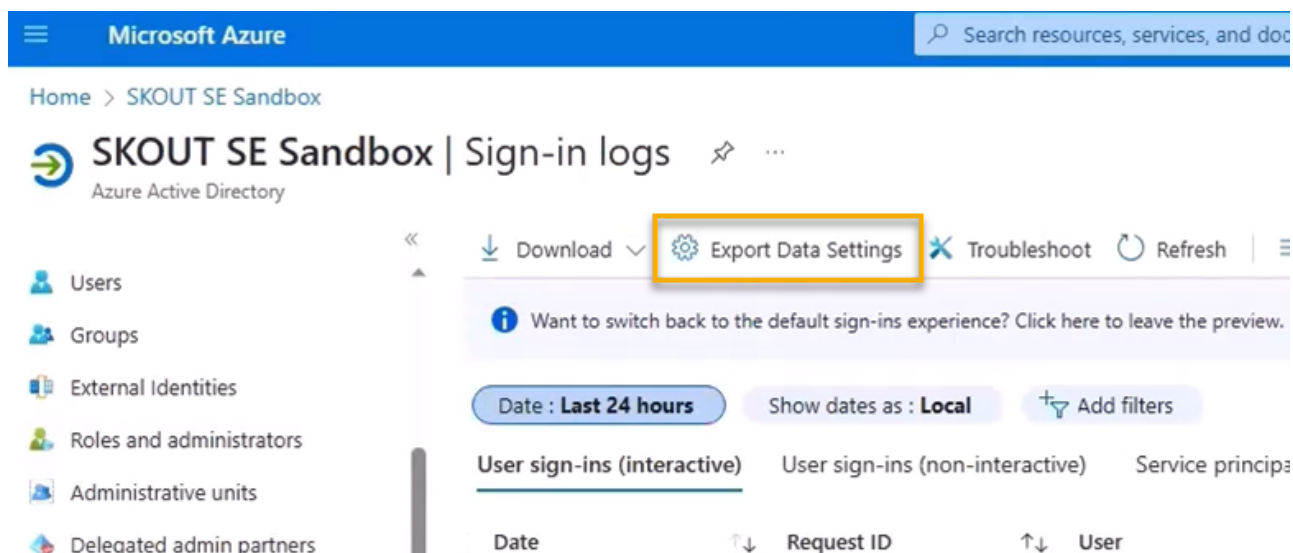 Microsoft Azure
Search resources, services, and
Home > SKOUT SE Sandbox
SKOUT SE Sandbox | Sign-in logs
Azure Active Directory
Download
Export Data Settings
Troubleshoot
Refresh
Want to switch back to the default sign-ins experience? Click here to leave the preview.
Date : Last 24 hours
Show dates as : Local
Add filters
User sign-ins (interactive)
User sign-ins (non-interactive)
Service
Users
Groups
External Identities
Roles and administrators
Administrative units
Delegated admin partners
Date
Request ID
User